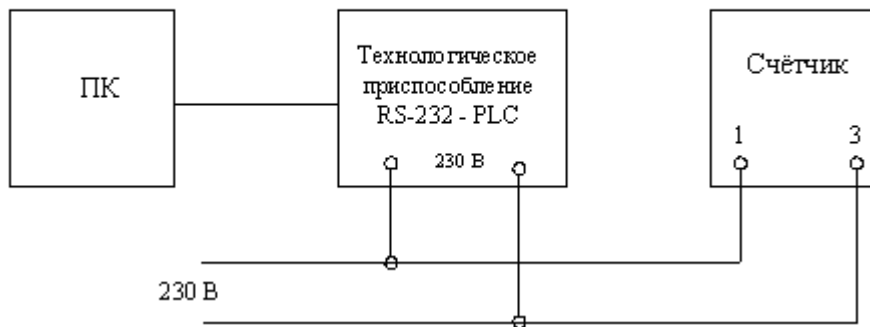 ПК
Технологическое
приспособление
RS-232 - PLC
230 В
Счётчик
1 3
230 В